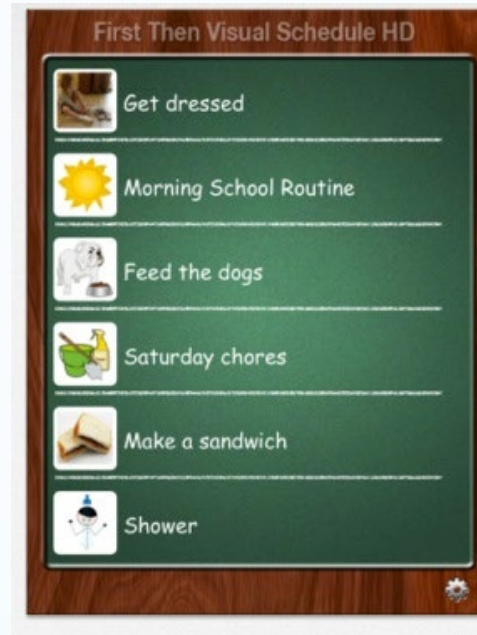 First Then Visual Schedule HD
Get dressed
Morning School Routine
Feed the dogs
Saturday chores
Make a sandwich
Shower